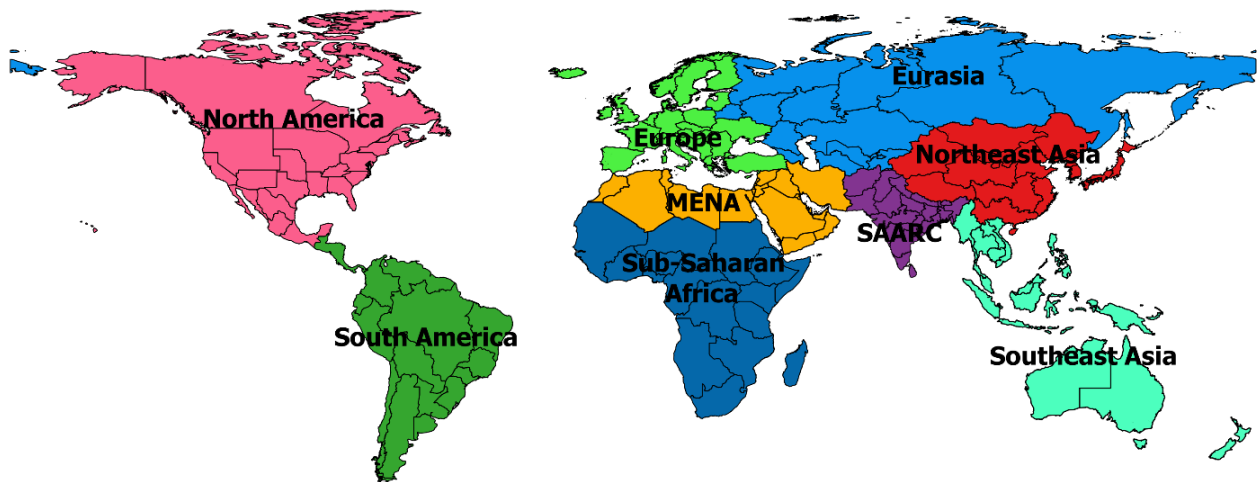 Eurasia
North America
Europe
Northeast Asia
MENA
SAARC
Sub-Saharan
Africa
South America
Southeast Asia